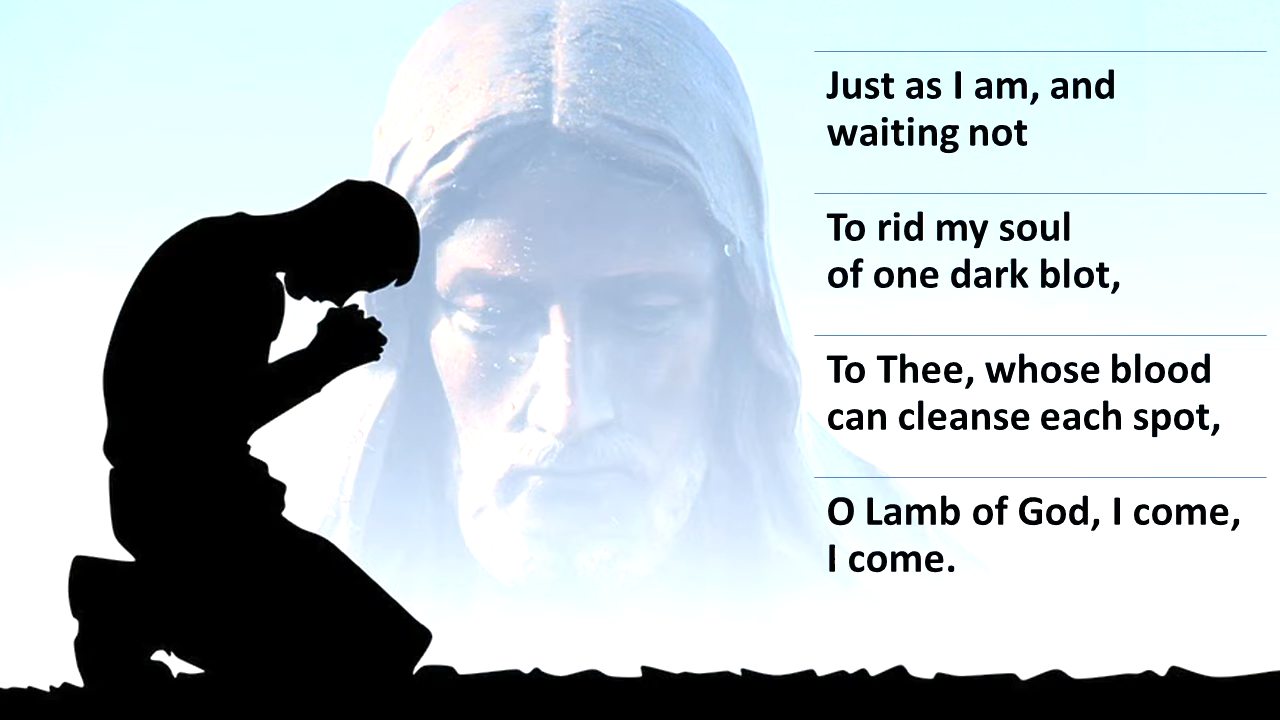 Just as I am, and
waiting not
To rid my soul
of one dark blot,
To Thee, whose blood
can cleanse each spot,
O Lamb of God, I come,
I come.